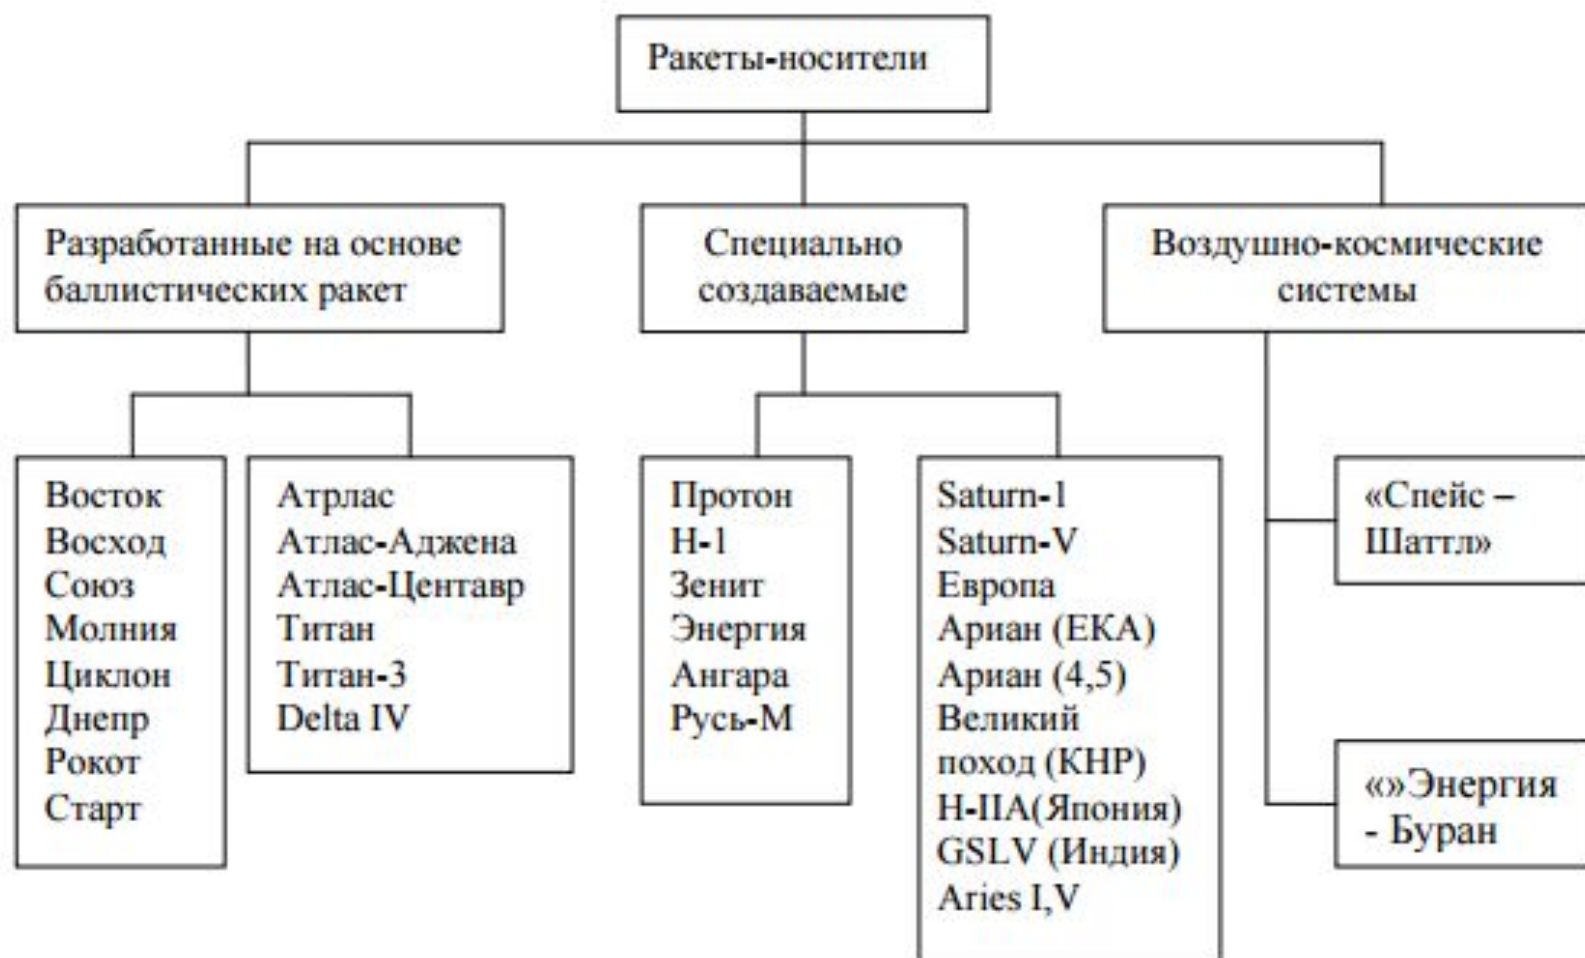 Ракеты-носители
Разработанные на основе
баллистических ракет
Специально
создаваемые
Воздушно-космические
системы
Восток
Восход
Союз
Молния
Циклон
Днепр
Рокот
Старт
Атрлас
Атлас-Аджена
Атлас-Центавр
Титан
Титан-3
Delta IV
Протон
Н-1
Зенит
Энергия
Ангара
Русь-М
Saturn-1
Saturn-V
Европа
Ариан (ЕКА)
Ариан (4,5)
Великий
поход (КНР)
Н-IIА(Япония)
GSLV (Индия)
Aries I,V
«Спейс –
Шаттл»
«»Энергия
- Буран